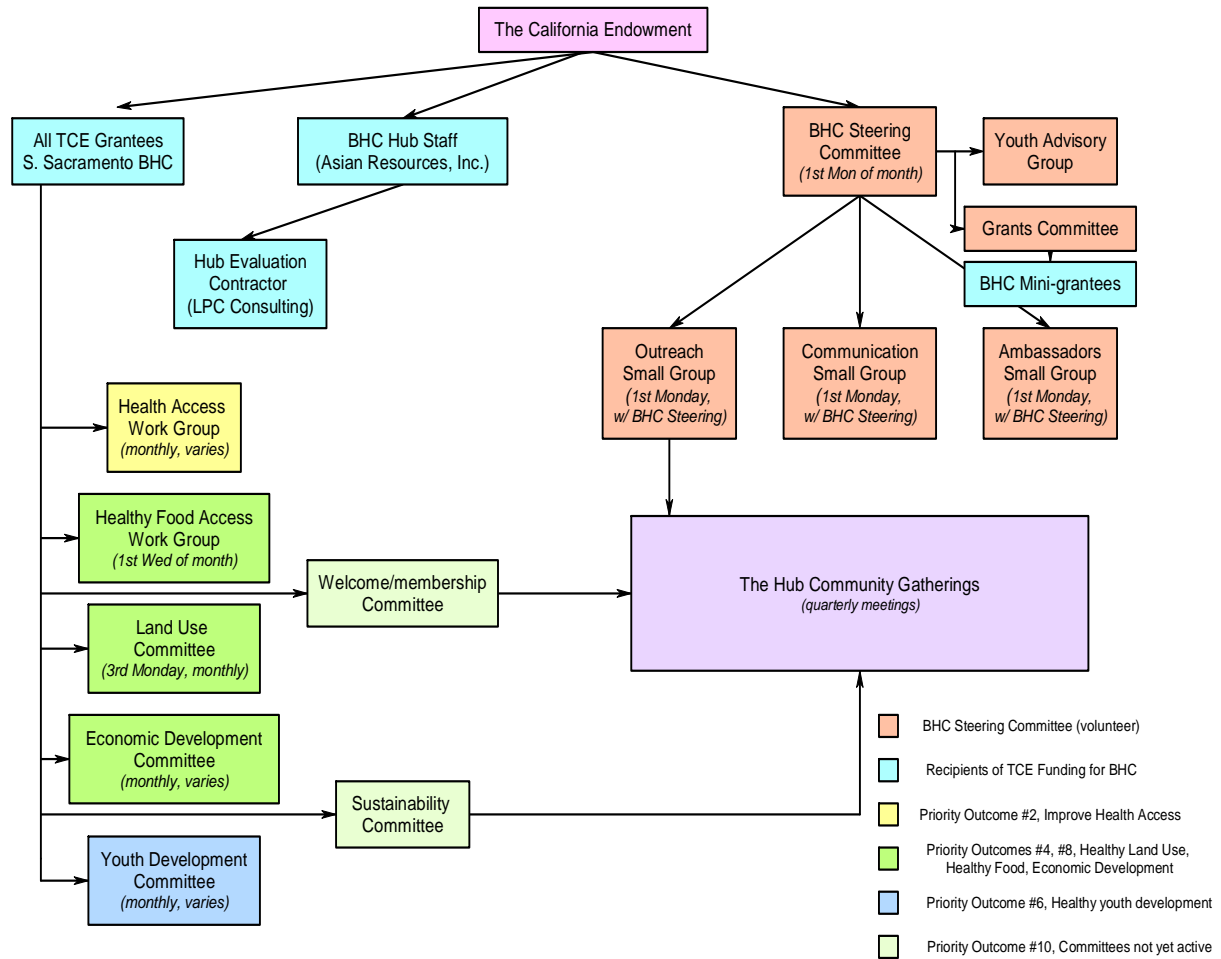 The California Endowment
All TCE Grantees
S. Sacramento BHC
BHC Hub Staff
(Asian Resources, Inc.)
BHC Steering
Committee
(1st Mon of month)
Youth Advisory
Group
Grants Committee
BHC Mini-grantees
Hub Evaluation
Contractor
(LPC Consulting)
Outreach
Small Group
(1st Monday,
w/ BHC Steering)
Communication
Small Group
(1st Monday,
w/ BHC Steering)
Ambassadors
Small Group
(1st Monday,
w/ BHC Steering)
Health Access
Work Group
(monthly, varies)
Healthy Food Access
Work Group
(1st Wed of month)
Welcome/membership
Committee
The Hub Community Gatherings
(quarterly meetings)
Land Use
Committee
(3rd Monday, monthly)
Economic Development
Committee
(monthly, varies)
Sustainability
Committee
Youth Development
Committee
(monthly, varies)
BHC Steering Committee (volunteer)
Recipients of TCE Funding for BHC
Priority Outcome #2, Improve Health Access
Priority Outcomes #4, #8, Healthy Land Use,
Healthy Food, Economic Development
Priority Outcome #6, Healthy youth development
Priority Outcome #10, Committees not yet active